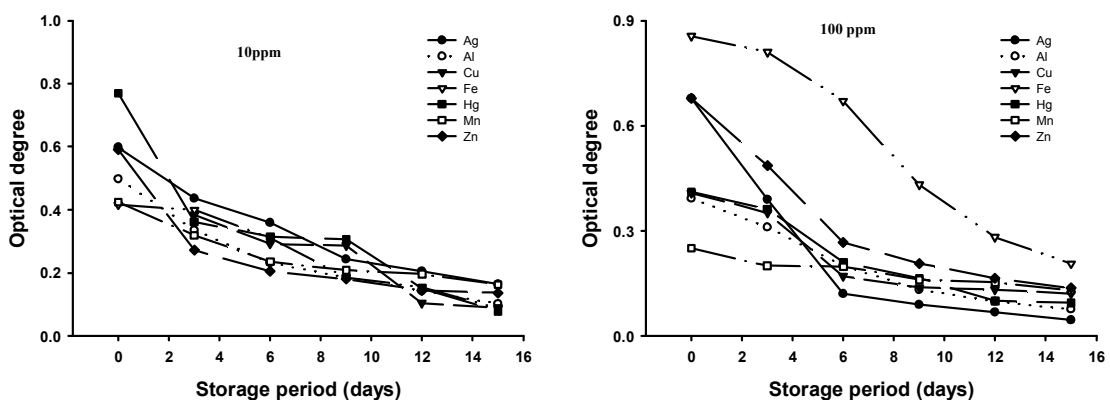 10ppm
Optical degree
1.0
0.8
0.6
0.4
0.2
0.0
Ag
Al
Cu
Fe
Hg
Mn
Zn
0 2 4 6 8 10 12 14 16
Storage period (days)
100 ppm
Optical degree
0.9
0.6
0.3
0.0
Ag
Al
Cu
Fe
Hg
Mn
Zn
0 2 4 6 8 10 12 14 16
Storage period (days)